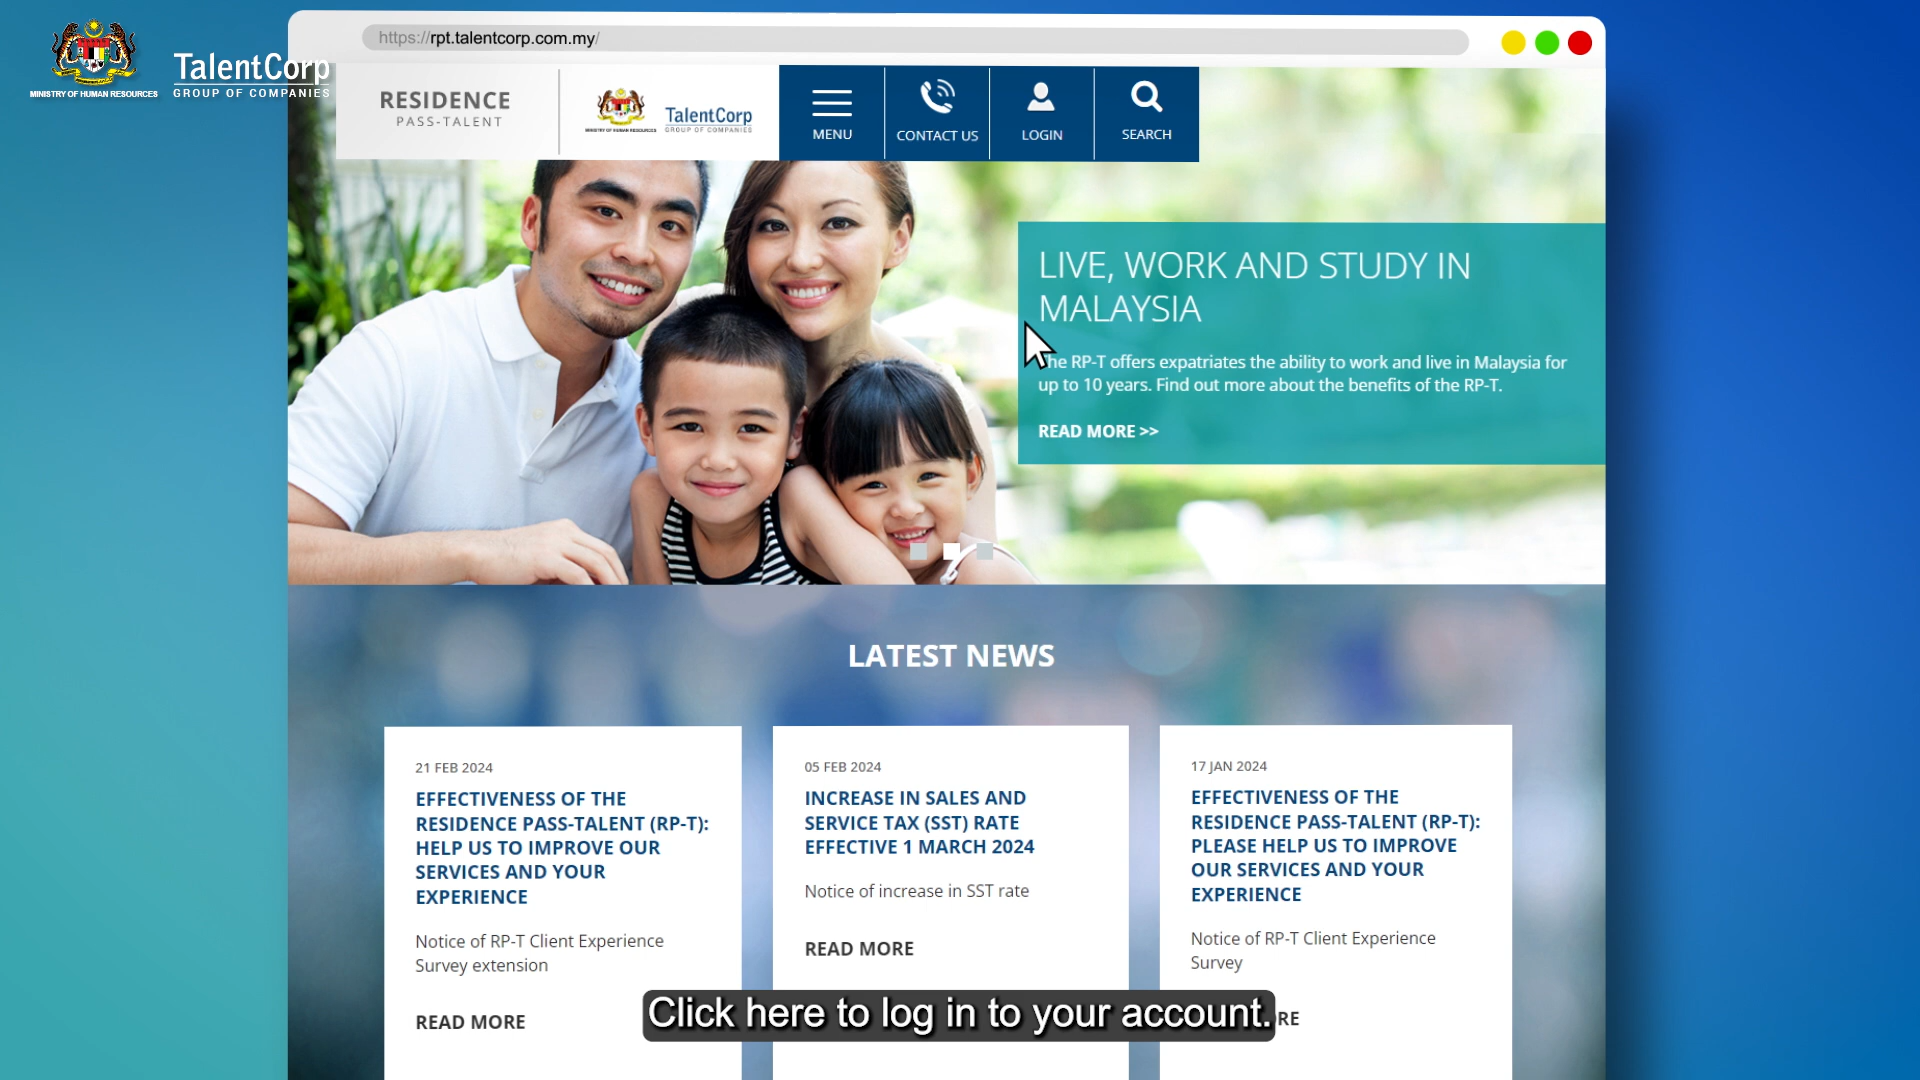 https://rpt.talentcorp.com.my/
MINISTRY OF HUMAN RESOURCES
TalentCorp
GROUP OF COMPANIES
RESIDENCE
PASS-TALENT
MINISTRY OF HUMAN RESOURCES
TalentCorp
GROUP OF COMPANIES
MENU
CONTACT US
LOGIN
SEARCH
LIVE, WORK AND STUDY IN
MALAYSIA
he RP-T offers expatriates the ability to work and live in Malaysia for
up to 10 years. Find out more about the benefits of the RP-T.
READ MORE >>
LATEST NEWS
21 FEB 2024
EFFECTIVENESS OF THE
RESIDENCE PASS-TALENT (RP-T):
HELP US TO IMPROVE OUR
SERVICES AND YOUR
EXPERIENCE
Notice of RP-T Client Experience
Survey extension
READ MORE
05 FEB 2024
INCREASE IN SALES AND
SERVICE TAX (SST) RATE
EFFECTIVE 1 MARCH 2024
Notice of increase in SST rate
READ MORE
17 JAN 2024
EFFECTIVENESS OF THE
RESIDENCE PASS-TALENT (RP-T):
PLEASE HELP US TO IMPROVE
OUR SERVICES AND YOUR
EXPERIENCE
Notice of RP-T Client Experience
Survey
RE
Click here to log in to your account.